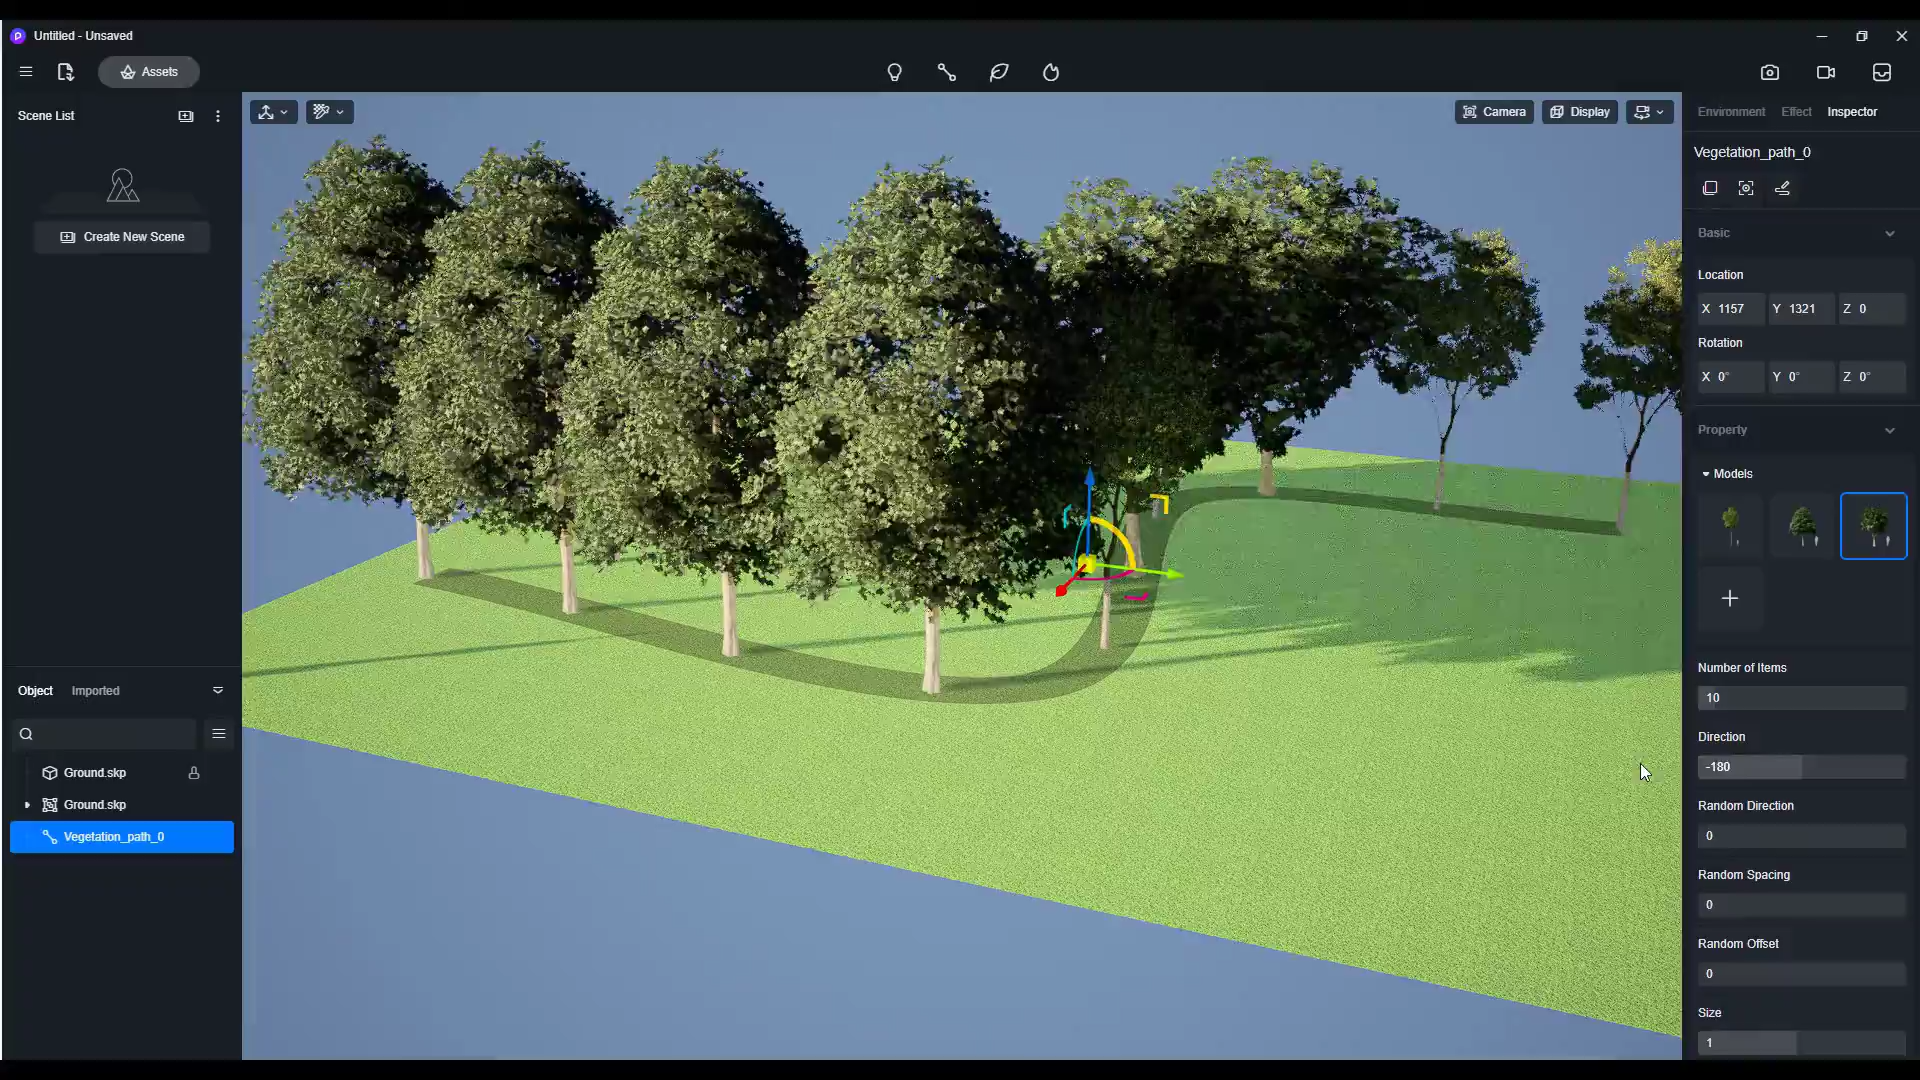 Untitled - Unsaved
Assets
Scene List
Create New Scene
Object Imported
Ground.skp
Ground.skp
Vegetation_path_0
Camera
Display
Environment Effect Inspector
Vegetation_path_0
Basic
Location
X 1157 Y 1321 Z 0
Rotation
X 0° Y 0° Z 0°
Property
Models
Number of Items
10
Direction
-180
Random Direction
0
Random Spacing
0
Random Offset
0
Size
1